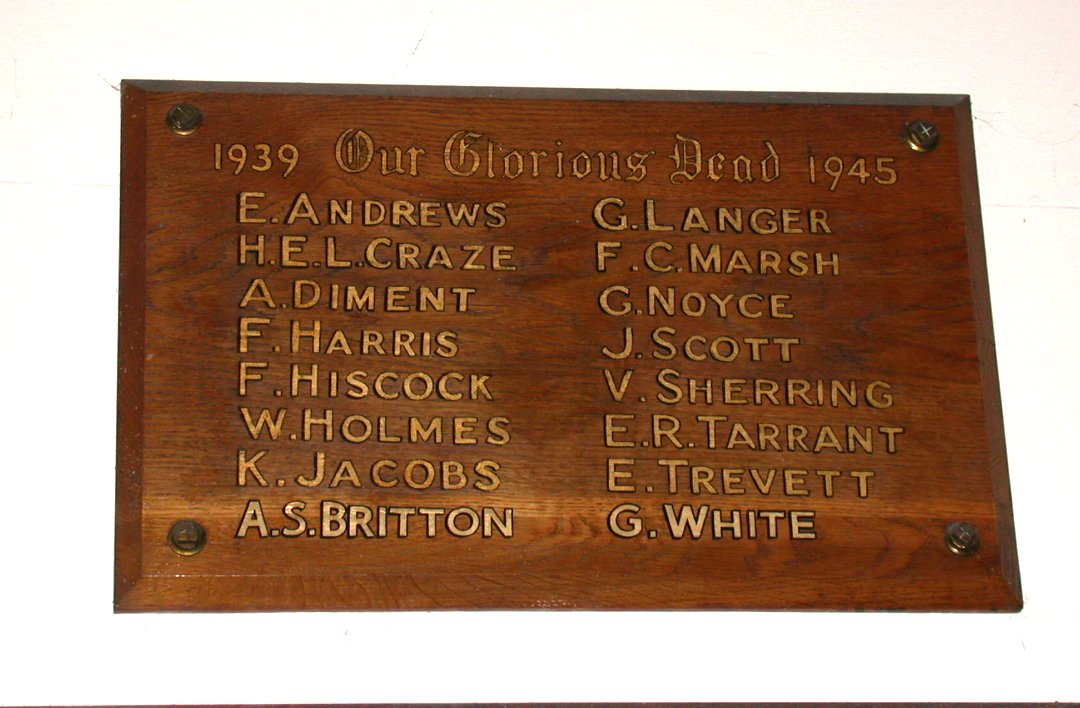 1939 Our Glorious Dead 1945
E. ANDREWS
H.E.L. CRAZE
A. DIMENT
F. HARRIS
F. HISCOCK
W. HOLMES
K. JACOBS
A.S. BRITTON
G. LANGER
F.C. MARSH
G. NOYCE
J. SCOTT
V. SHERRING
E.R. TARRANT
E. TREVETT
G. WHITE